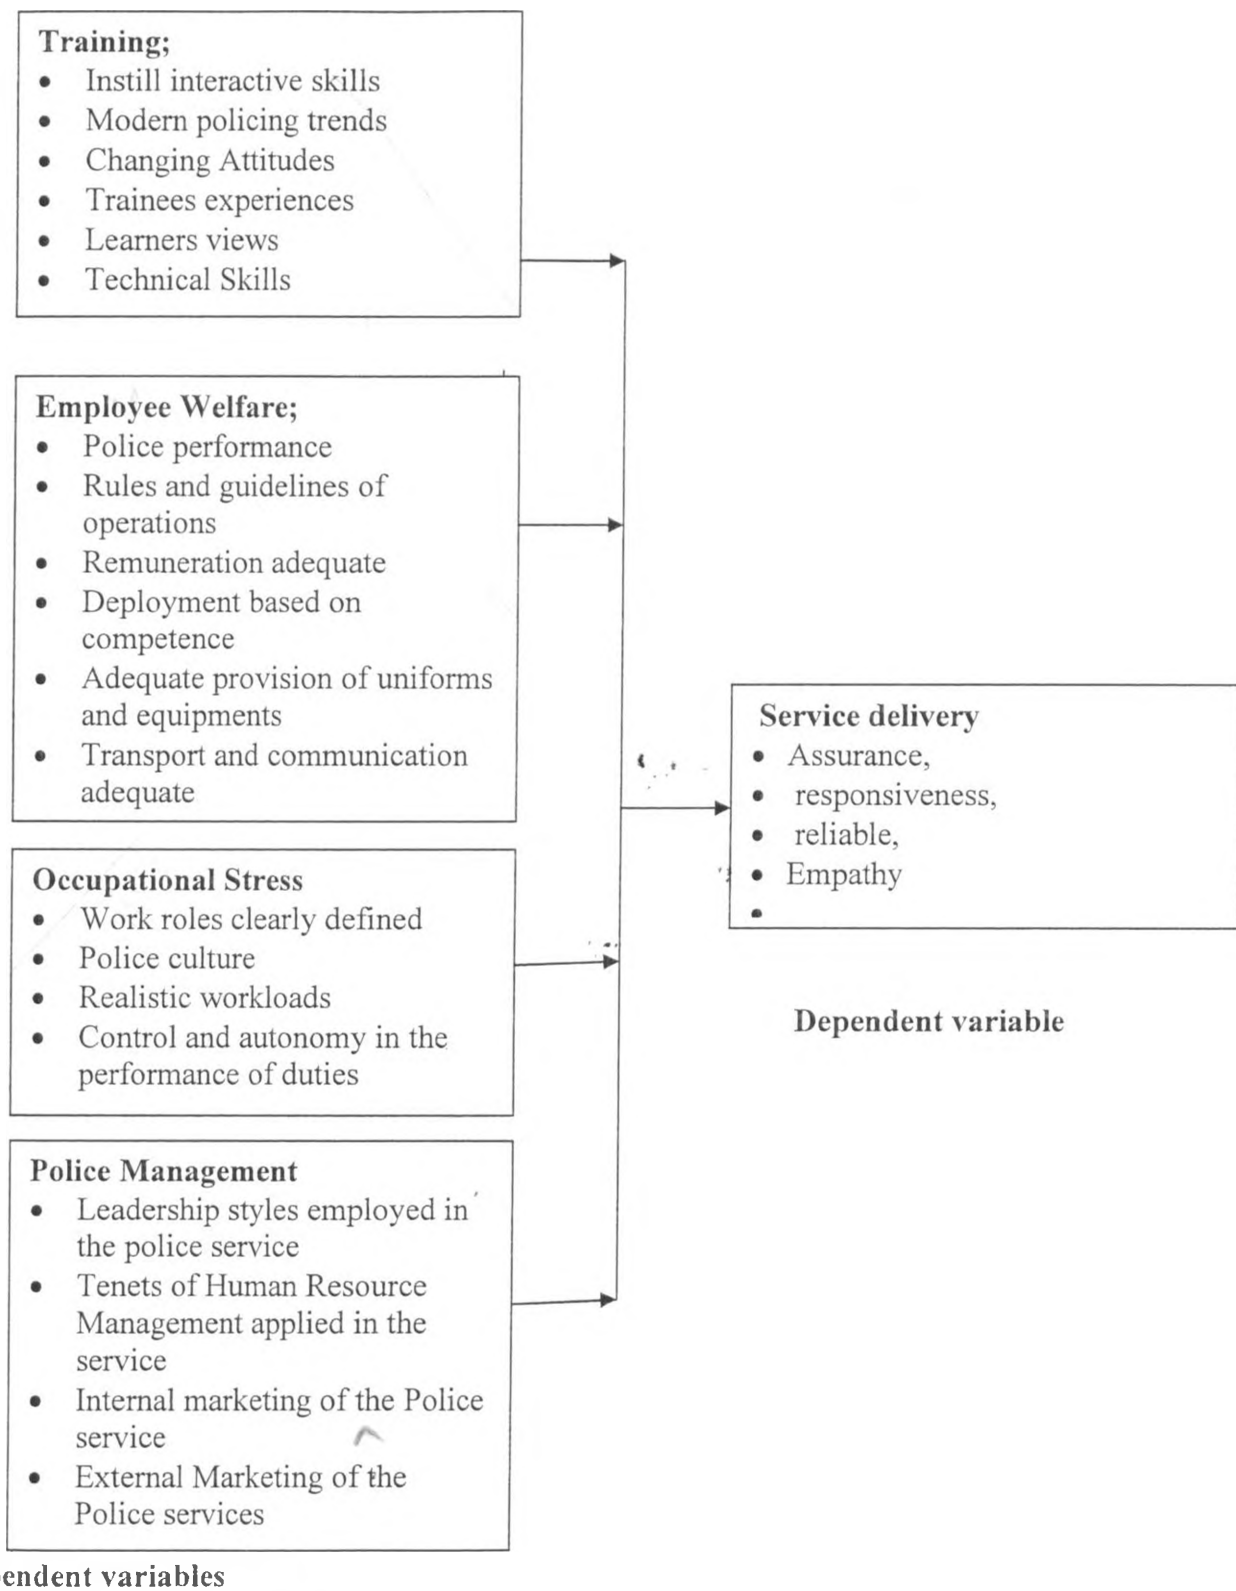 Training;
• Instill interactive skills
• Modern policing trends
• Changing Attitudes
• Trainees experiences
• Learners views
• Technical Skills
Employee Welfare;
• Police performance
• Rules and guidelines of
operations
• Remuneration adequate
• Deployment based on
competence
• Adequate provision of uniforms
and equipments
• Transport and communication
adequate
Occupational Stress
• Work roles clearly defined
• Police culture
• Realistic workloads
• Control and autonomy in the
performance of duties
Police Management
• Leadership styles employed in
the police service
• Tenets of Human Resource
Management applied in the
service
• Internal marketing of the Police
service
• External Marketing of the
Police services
endent variables
Service delivery
• Assurance,
• responsiveness,
• reliable,
• Empathy
•
Dependent variable